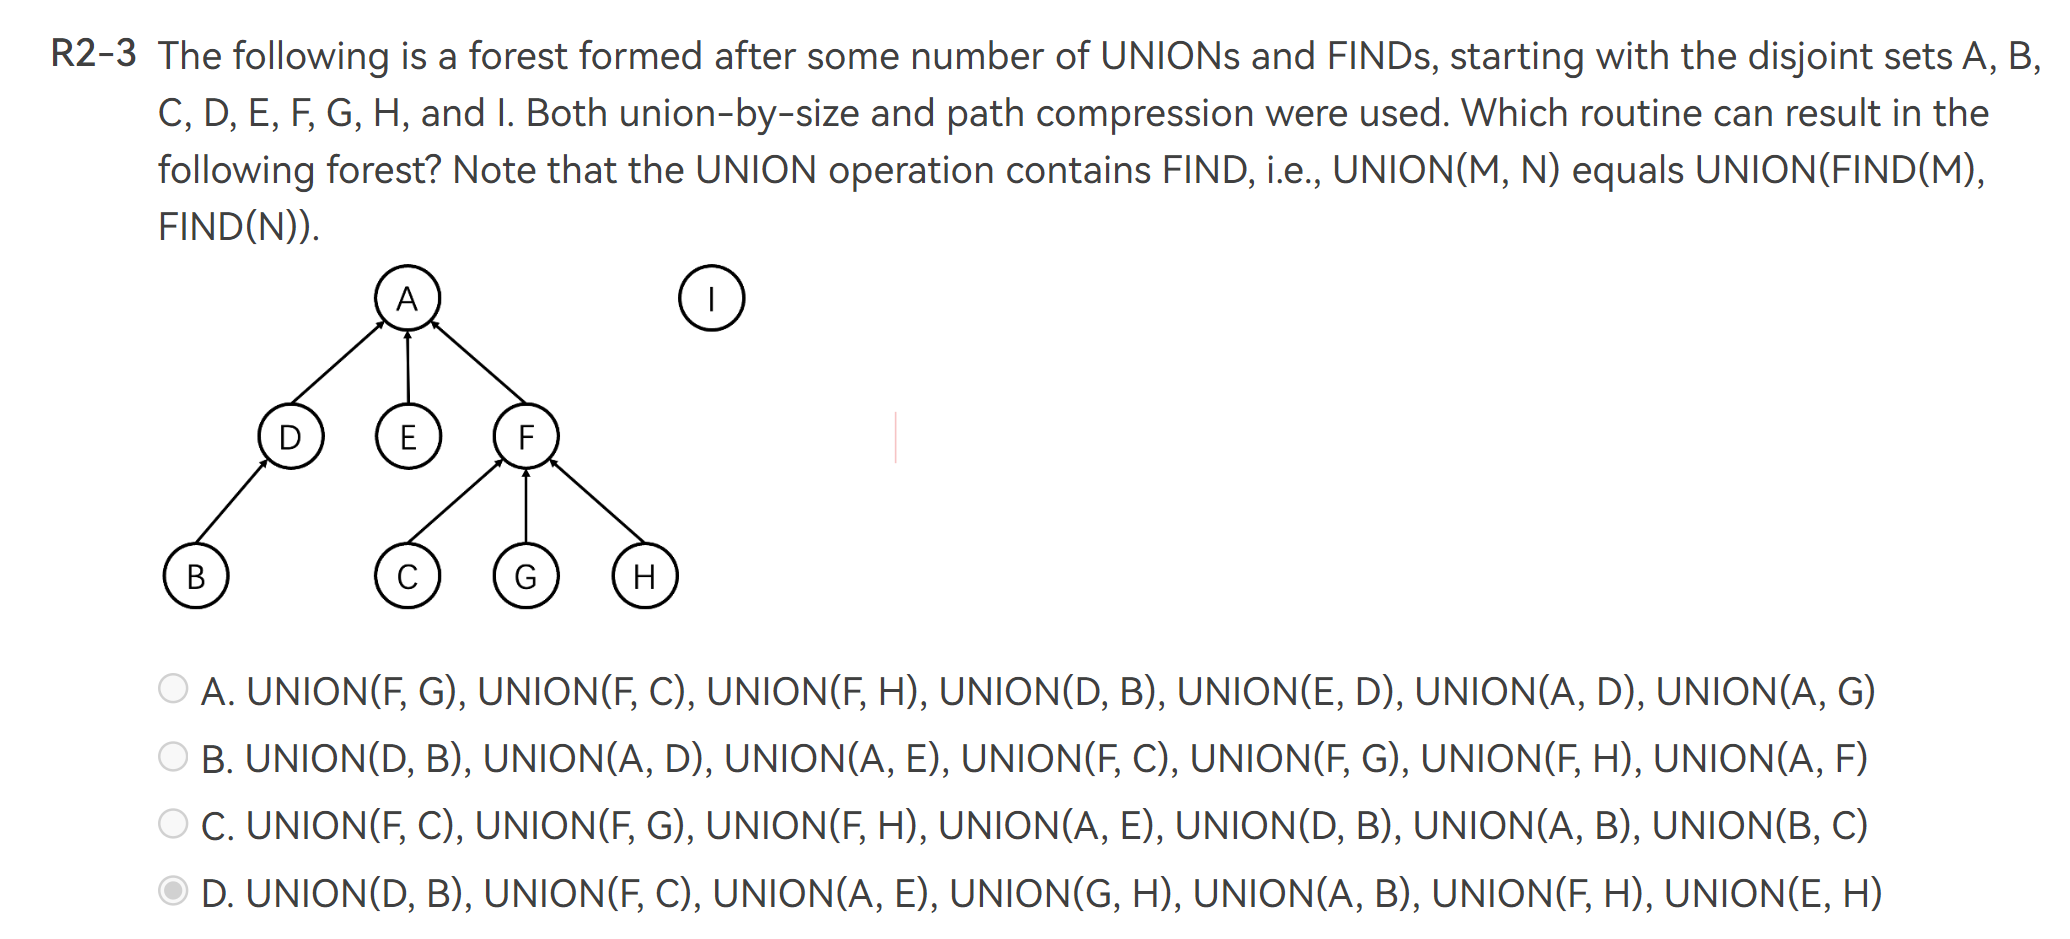 R2-3 The following is a forest formed after some number of UNIONs and FINDs, starting with the disjoint sets A, B,
C, D, E, F, G, H, and I. Both union-by-size and path compression were used. Which routine can result in the
following forest? Note that the UNION operation contains FIND, i.e., UNION(M, N) equals UNION(FIND(M),
FIND(N)).
A I
D E F
B C G H
A. UNION(F, G), UNION(F, C), UNION(F, H), UNION(D, B), UNION(E, D), UNION(A, D), UNION(A, G)
B. UNION(D, B), UNION(A, D), UNION(A, E), UNION(F, C), UNION(F, G), UNION(F, H), UNION(A, F)
C. UNION(F, C), UNION(F, G), UNION(F, H), UNION(A, E), UNION(D, B), UNION(A, B), UNION(B, C)
D. UNION(D, B), UNION(F, C), UNION(A, E), UNION(G, H), UNION(A, B), UNION(F, H), UNION(E, H)